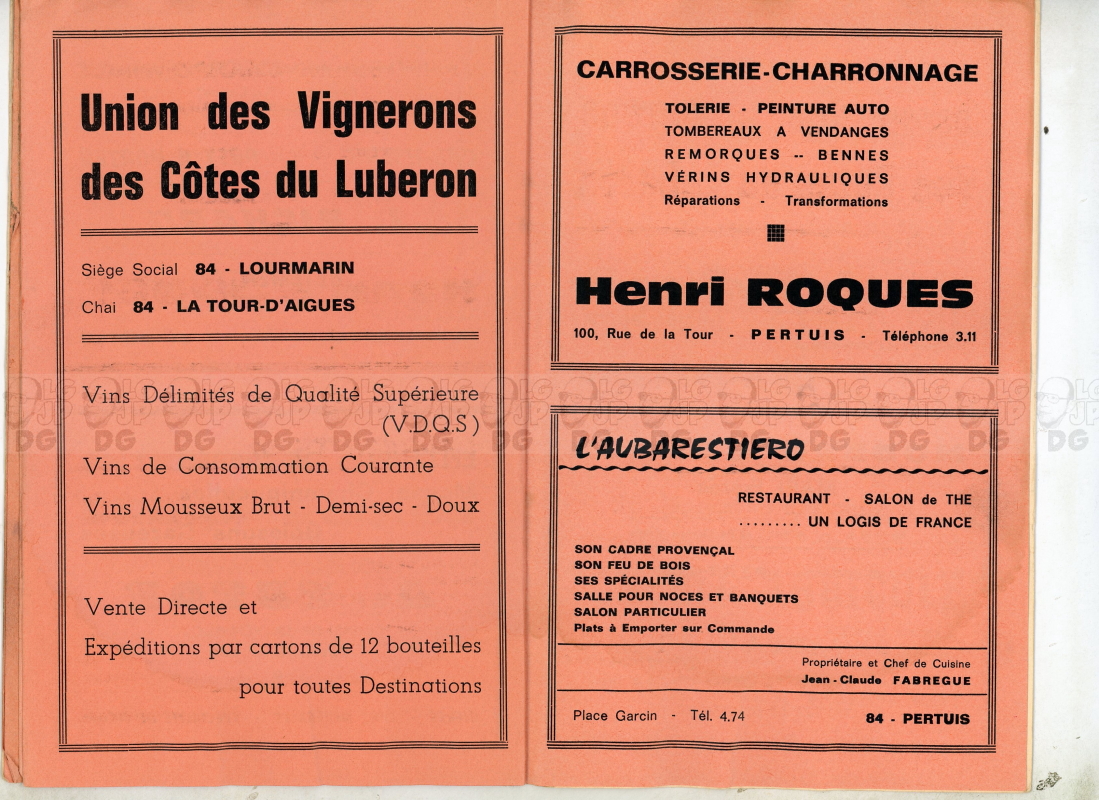 Union des Vignerons
des Côtes du Luberon
Siège Social 84 - LOURMARIN
Chai 84 - LA TOUR-D'AIGUES
Vins Délimités de Qualité Supérieure
(V.D.Q.S )
Vins de Consommation Courante
Vins Mousseux Brut - Demi-sec - Doux
Vente Directe et
Expéditions par cartons de 12 bouteilles
pour toutes Destinations
CARROSSERIE-CHARRONNAGE
TOLERIE - PEINTURE AUTO
TOMBEREAUX A VENDANGES
REMORQUES -- BENNES
VÉRINS HYDRAULIQUES
Réparations - Transformations
Henri ROQUES
100, Rue de la Tour - PERTUIS - Téléphone 3.11
L'AUBARESTIERO
RESTAURANT - SALON de THE
......... UN LOGIS DE FRANCE
SON CADRE PROVENÇAL
SON FEU DE BOIS
SES SPÉCIALITÉS
SALLE POUR NOCES ET BANQUETS
SALON PARTICULIER
Plats à Emporter sur Commande
Propriétaire et Chef de Cuisine
Jean-Claude FABREGUE
Place Garcin - Tél. 4.74
84 - PERTUIS